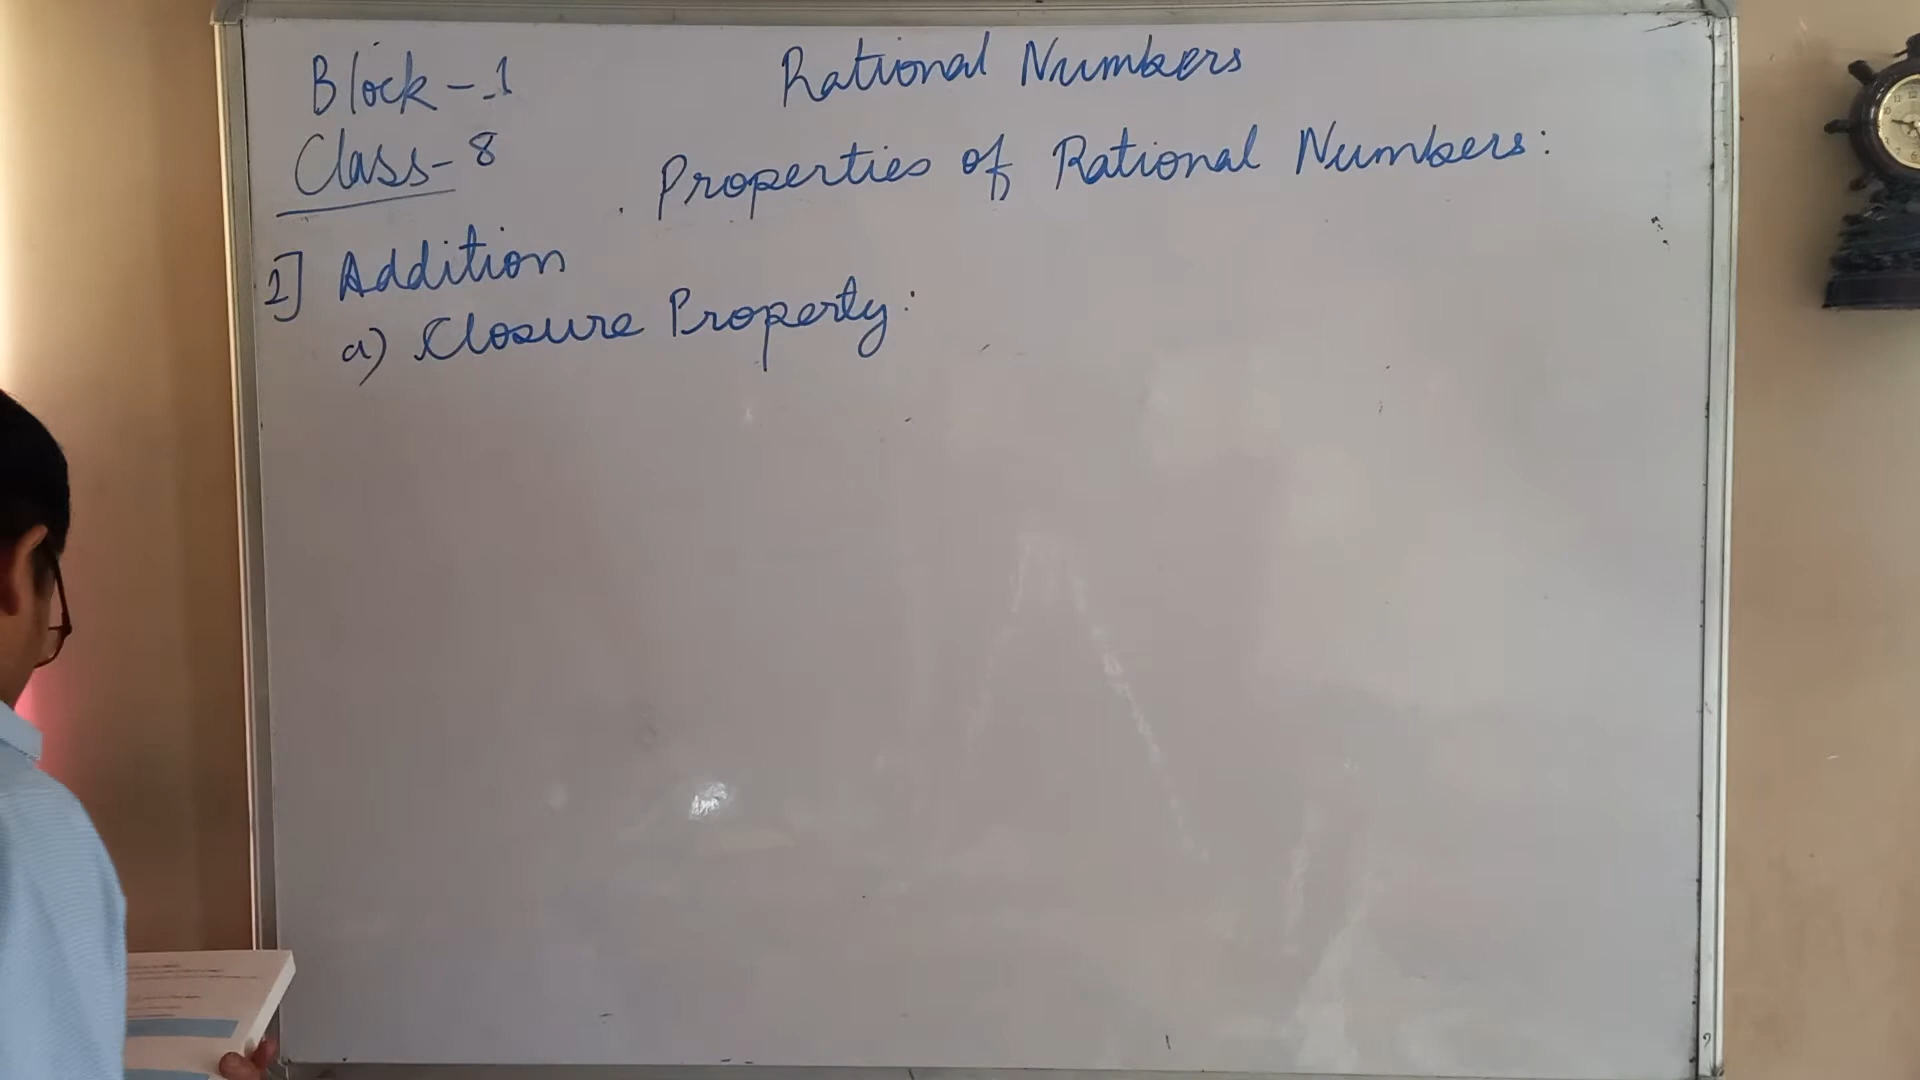 Block - 1
Rational Numbers
Class - 8
Properties of Rational Numbers:
1] Addition
a) Closure Property: